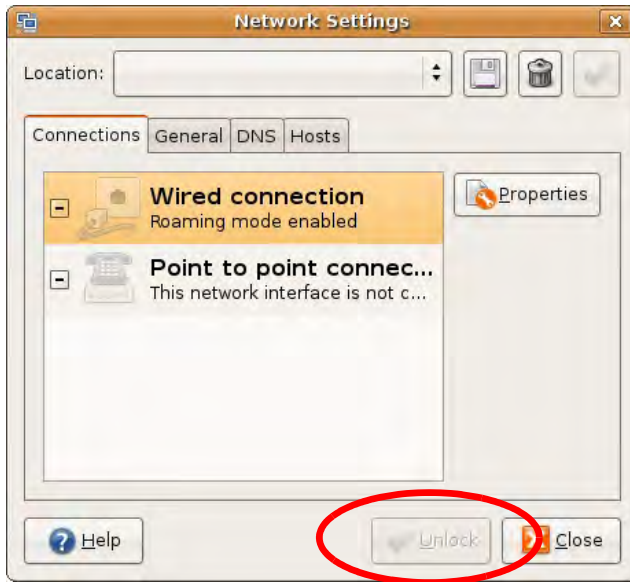 Network Settings
Location:
Connections General DNS Hosts
Wired connection
Roaming mode enabled
Properties
Point to point connec...
This network interface is not c...
Help Unlock Close